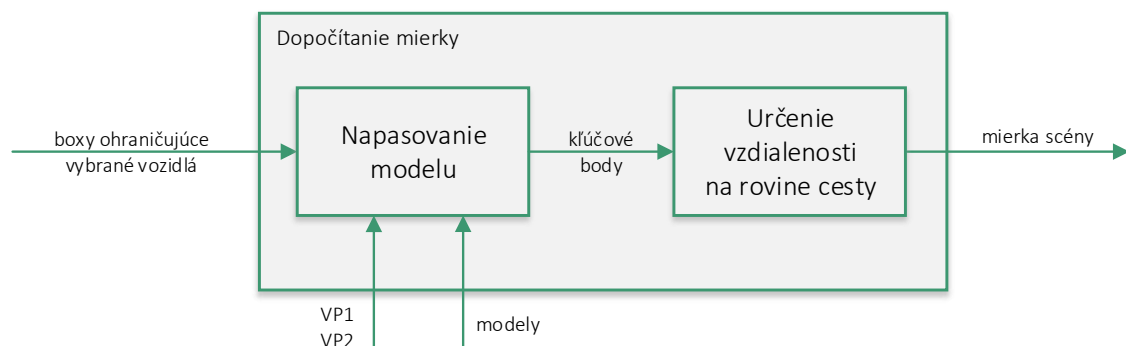 Dopočítanie mierky
boxy ohraničujúce
vybrané vozidlá
Napasovanie
modelu
kľúčové
body
Určenie
vzdialenosti
na rovine cesty
mierka scény
VP1
VP2
modely